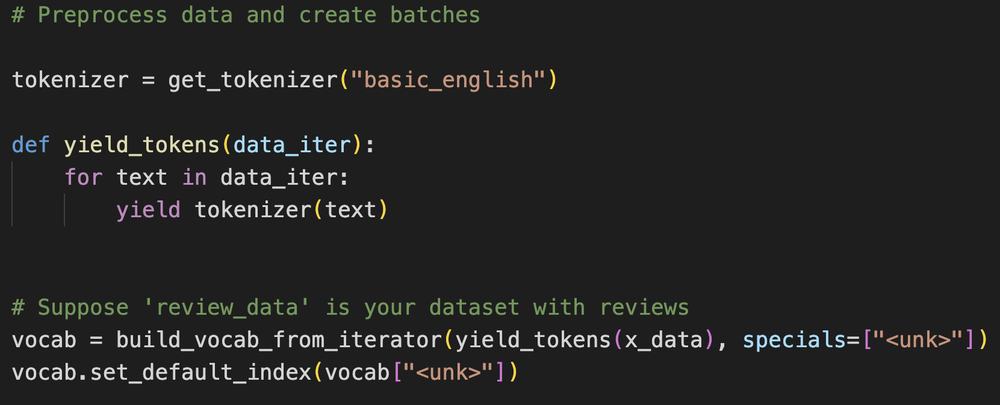 # Preprocess data and create batches
tokenizer = get_tokenizer("basic_english")
def yield_tokens(data_iter):
    for text in data_iter:
        yield tokenizer(text)
# Suppose 'review_data' is your dataset with reviews
vocab = build_vocab_from_iterator(yield_tokens(x_data), specials=["<unk>"])
vocab.set_default_index(vocab["<unk>"])